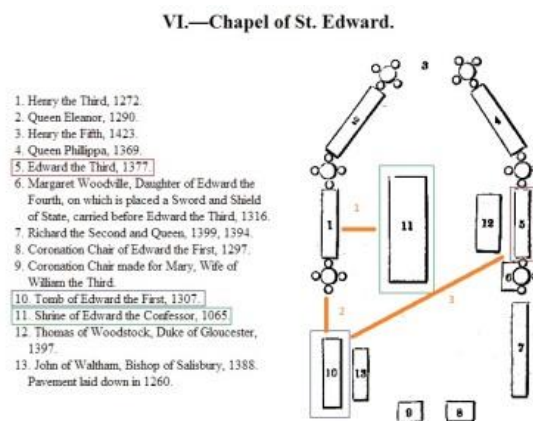 VI.—Chapel of St. Edward.
1. Henry the Third, 1272.
2. Queen Eleanor, 1290.
3. Henry the Fifth, 1423.
4. Queen Phillippa, 1369.
5. Edward the Third, 1377.
6. Margaret Woodville, Daughter of Edward the
Fourth, on which is placed a Sword and Shield
of State, carried before Edward the Third, 1316.
7. Richard the Second and Queen, 1399, 1394.
8. Coronation Chair of Edward the First, 1297.
9. Coronation Chair made for Mary, Wife of
William the Third.
10. Tomb of Edward the First, 1307.
11. Shrine of Edward the Confessor, 1065.
12. Thomas of Woodstock, Duke of Gloucester,
1397.
13. John of Waltham, Bishop of Salisbury, 1388.
Pavement laid down in 1260.
3
2
4
1
1
11
12
5
6
2
3
7
10
13
9
8